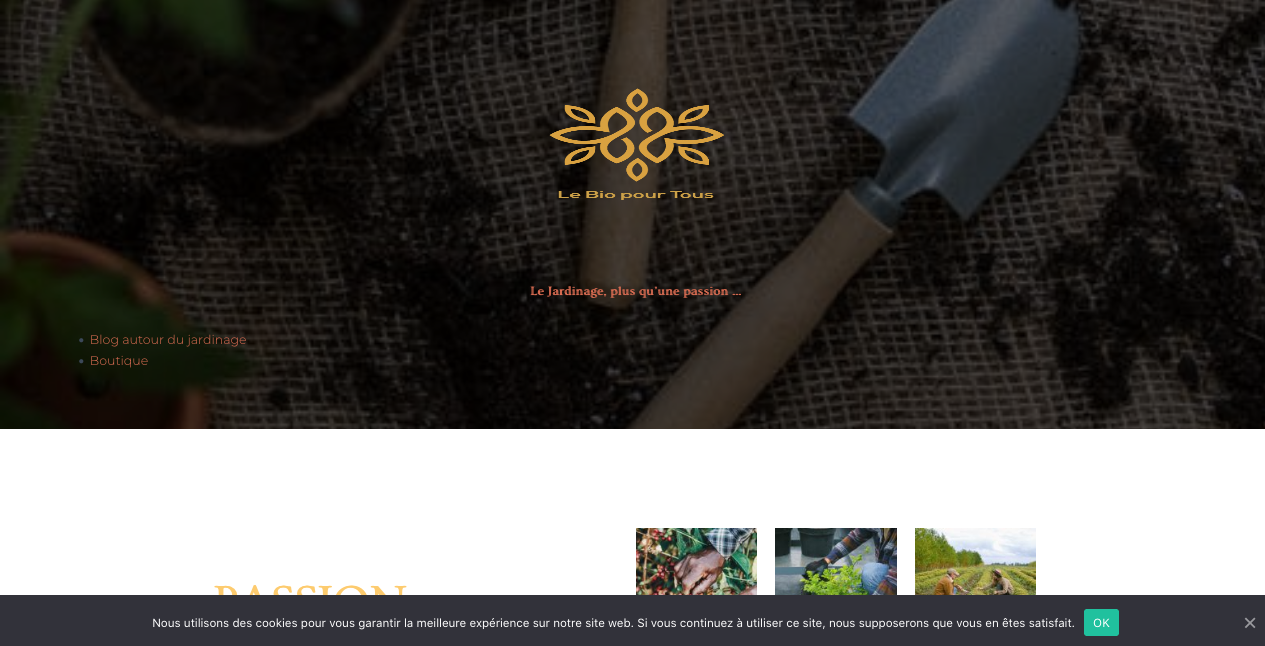 Le Bio pour Tous
Le Jardinage, plus qu'une passion ...
Blog autour du jardinage
Boutique
PASSION
Nous utilisons des cookies pour vous garantir la meilleure expérience sur notre site web. Si vous continuez à utiliser ce site, nous supposerons que vous en êtes satisfait. OK